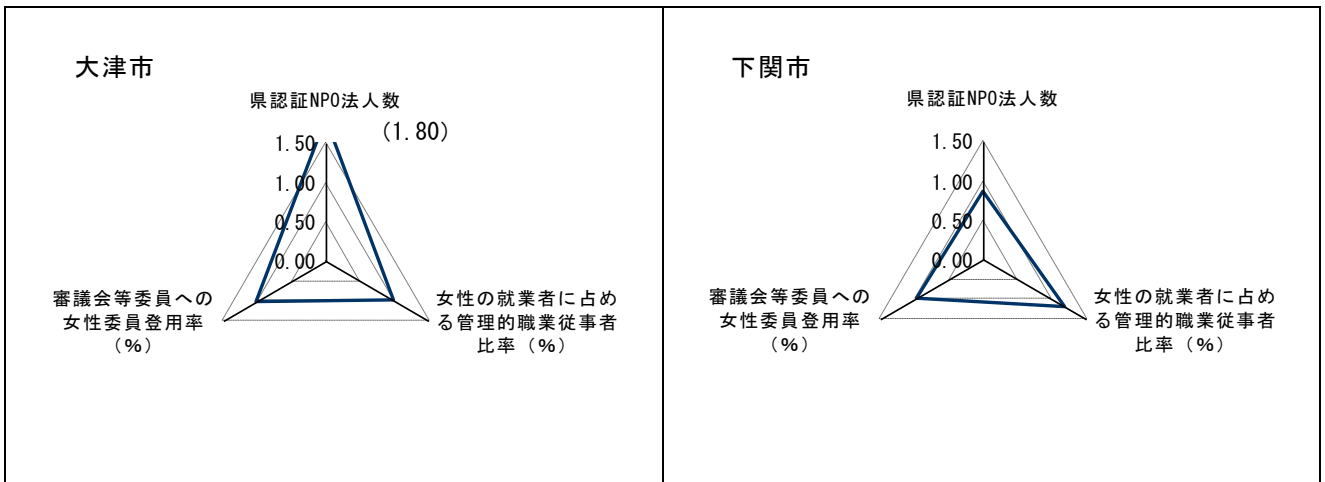 大津市
県認証NPO法人数
(1.80)
1.50
1.00
0.50
0.00
審議会等委員への
女性委員登用率
（%）
女性の就業者に占め
る管理的職業従事者
比率（%）
下関市
県認証NPO法人数
1.50
1.00
0.50
0.00
審議会等委員への
女性委員登用率
（%）
女性の就業者に占め
る管理的職業従事者
比率（%）